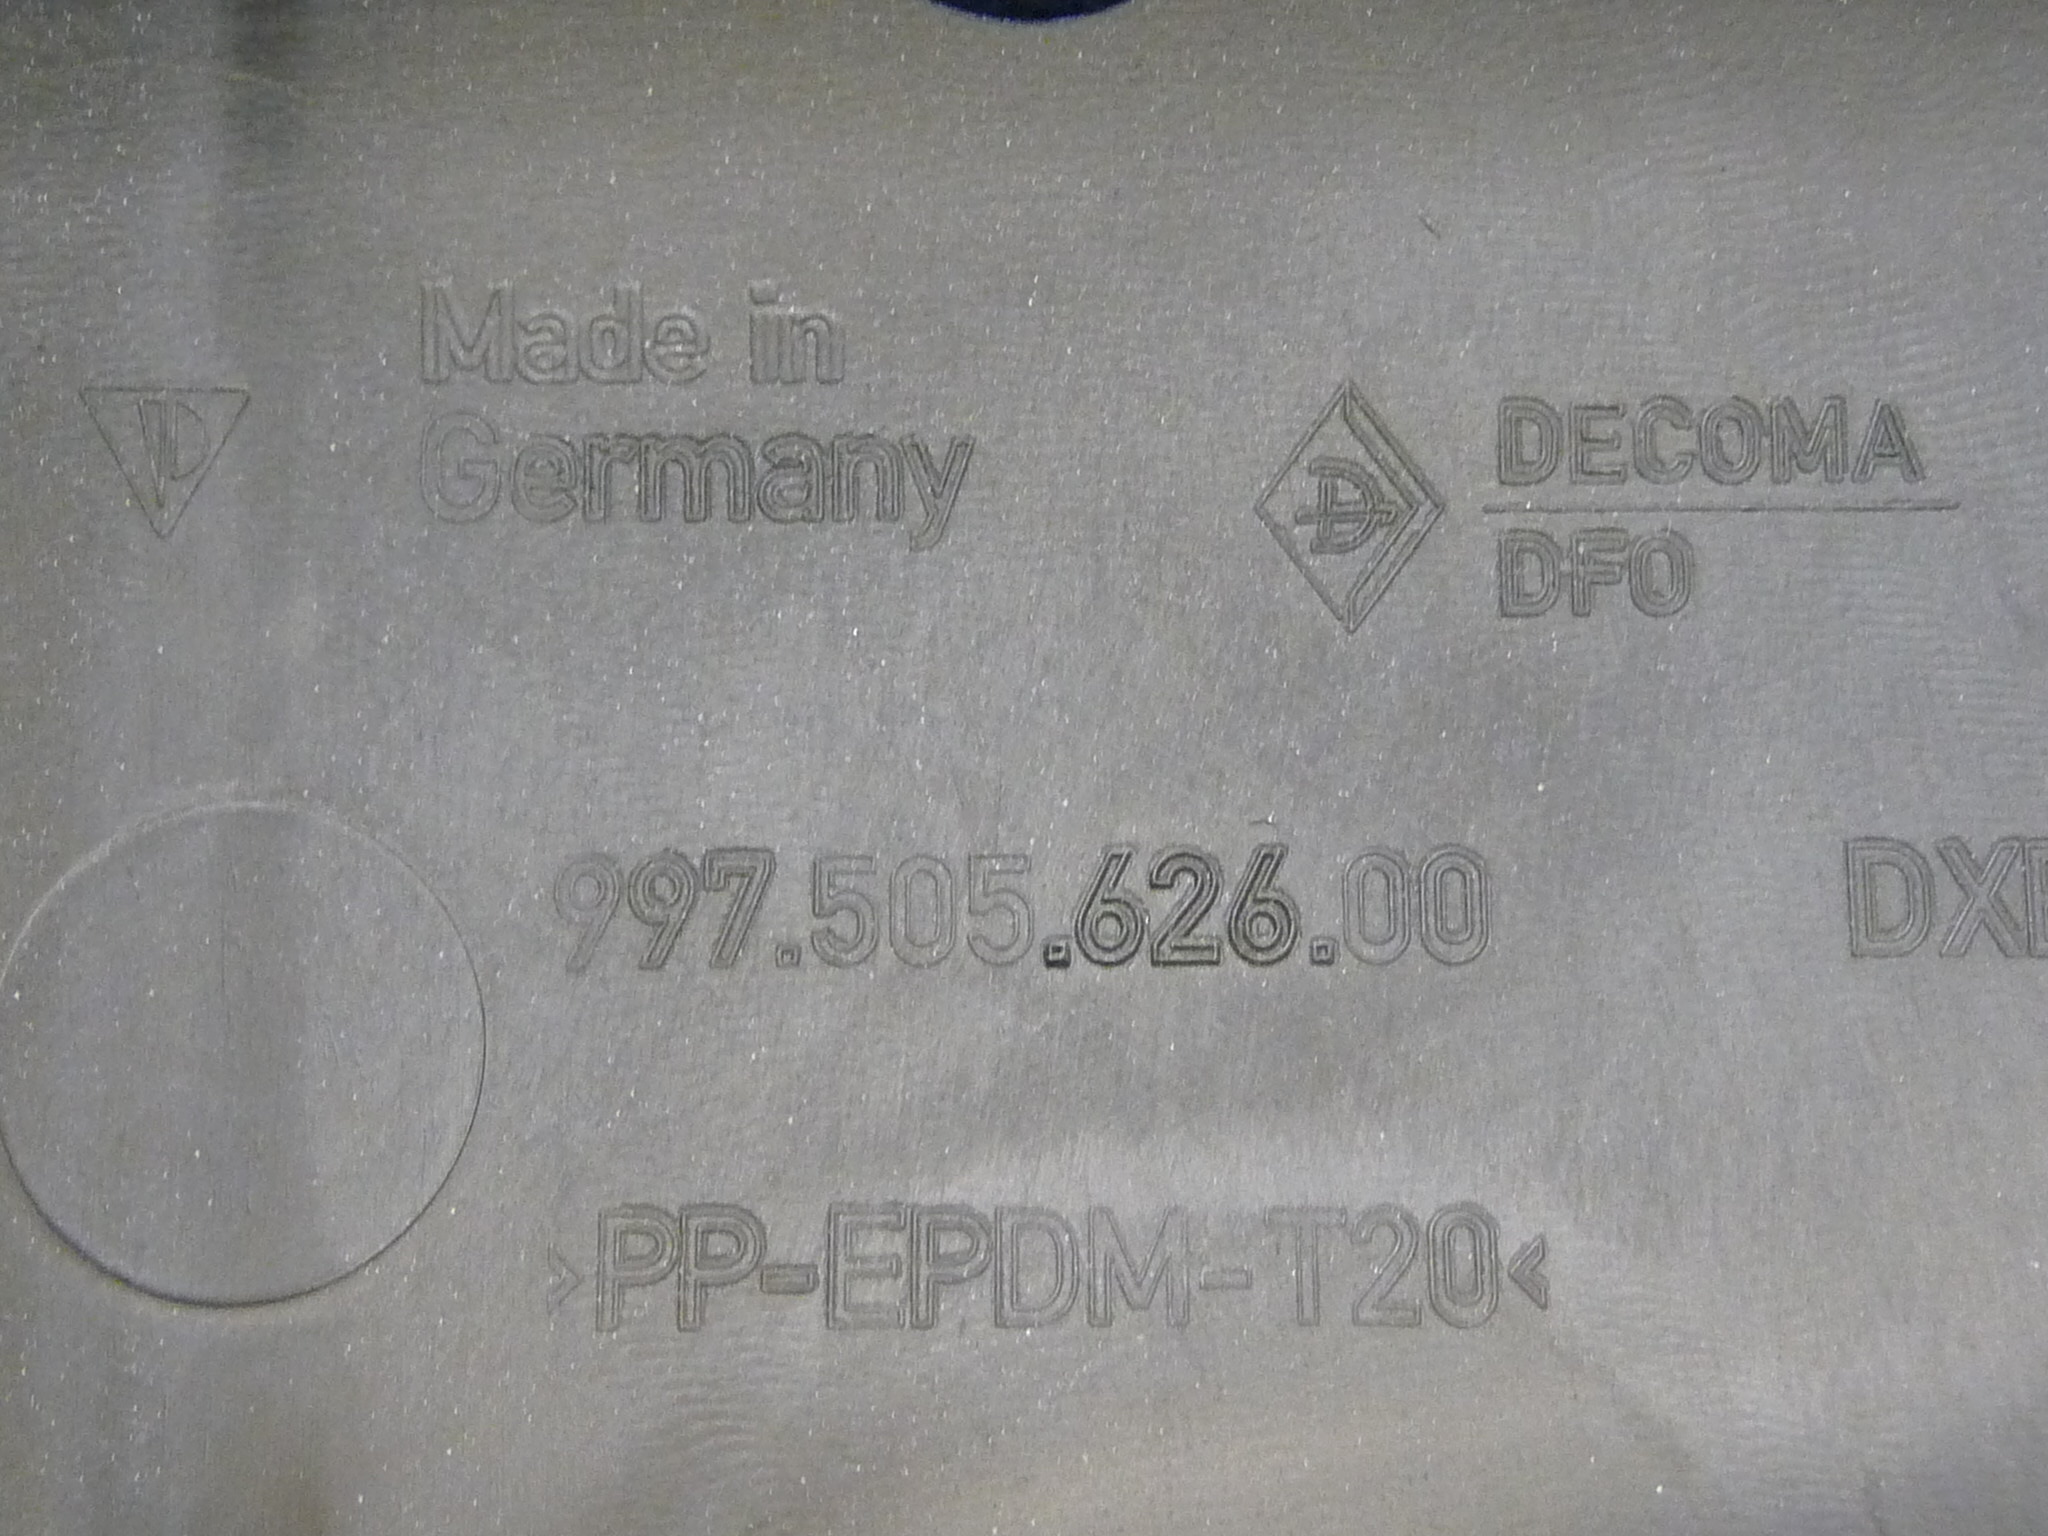 Made in
Germany
DECOMA
DFO
997.505.626.00
>PP-EPDM-T20<